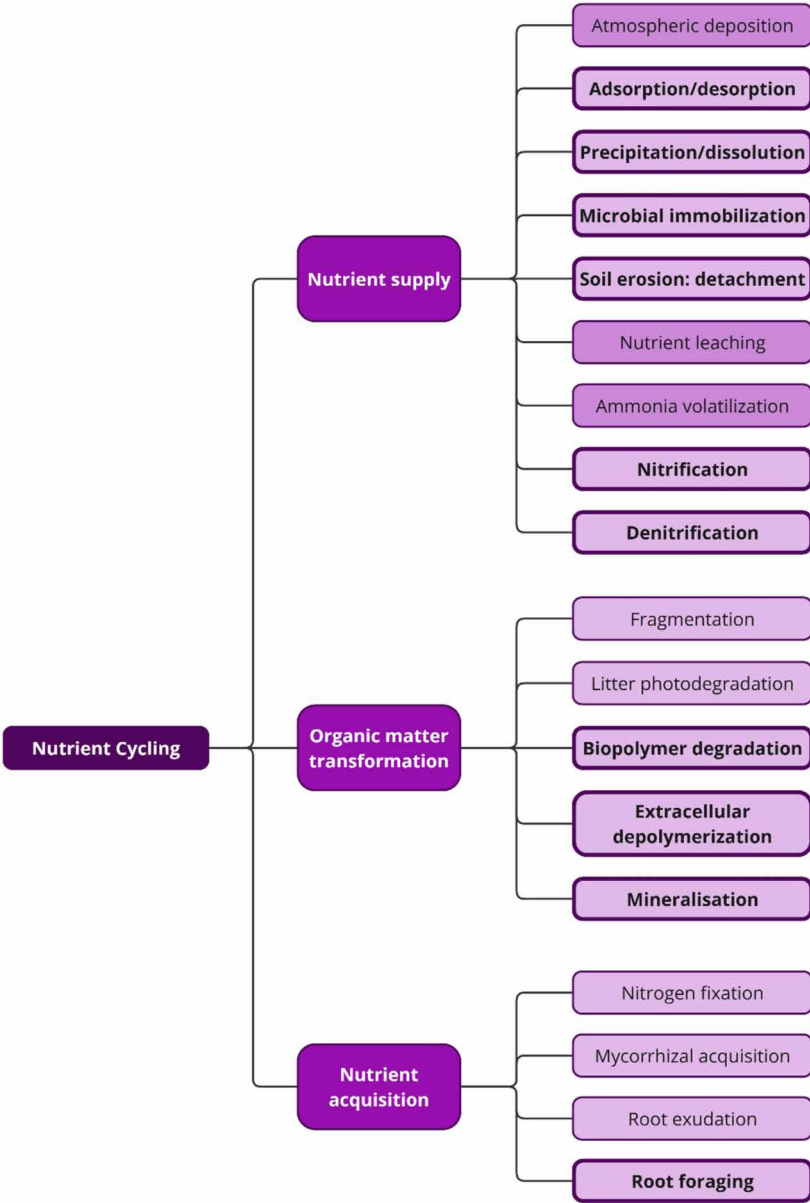 Atmospheric deposition
Adsorption/desorption
Precipitation/dissolution
Microbial immobilization
Nutrient supply
Soil erosion: detachment
Nutrient leaching
Ammonia volatilization
Nitrification
Denitrification
Fragmentation
Litter photodegradation
Nutrient Cycling
Organic matter
transformation
Biopolymer degradation
Extracellular
depolymerization
Mineralisation
Nitrogen fixation
Mycorrhizal acquisition
Nutrient
acquisition
Root exudation
Root foraging